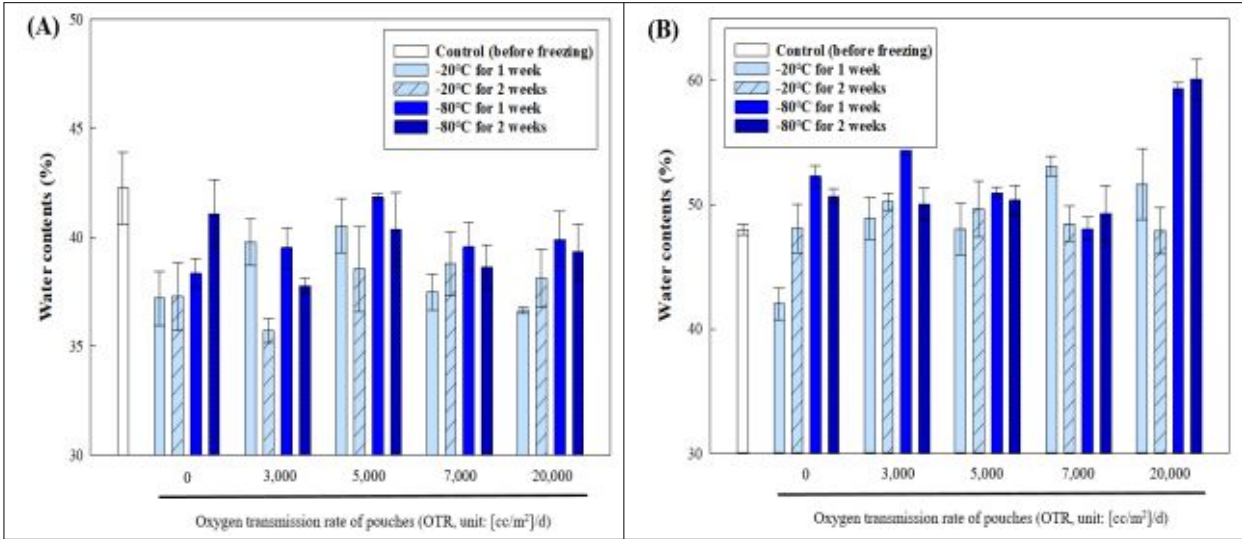 (A)
50
45
40
35
30
Water contents (%)
Control (before freezing)
-20°C for 1 week
-20°C for 2 weeks
-80°C for 1 week
-80°C for 2 weeks
0 3,000 5,000 7,000 20,000
Oxygen transmission rate of pouches (OTR, unit: [cc/m²]/d)
(B)
60
50
40
30
Water contents (%)
Control (before freezing)
-20°C for 1 week
-20°C for 2 weeks
-80°C for 1 week
-80°C for 2 weeks
0 3,000 5,000 7,000 20,000
Oxygen transmission rate of pouches (OTR, unit: [cc/m²]/d)